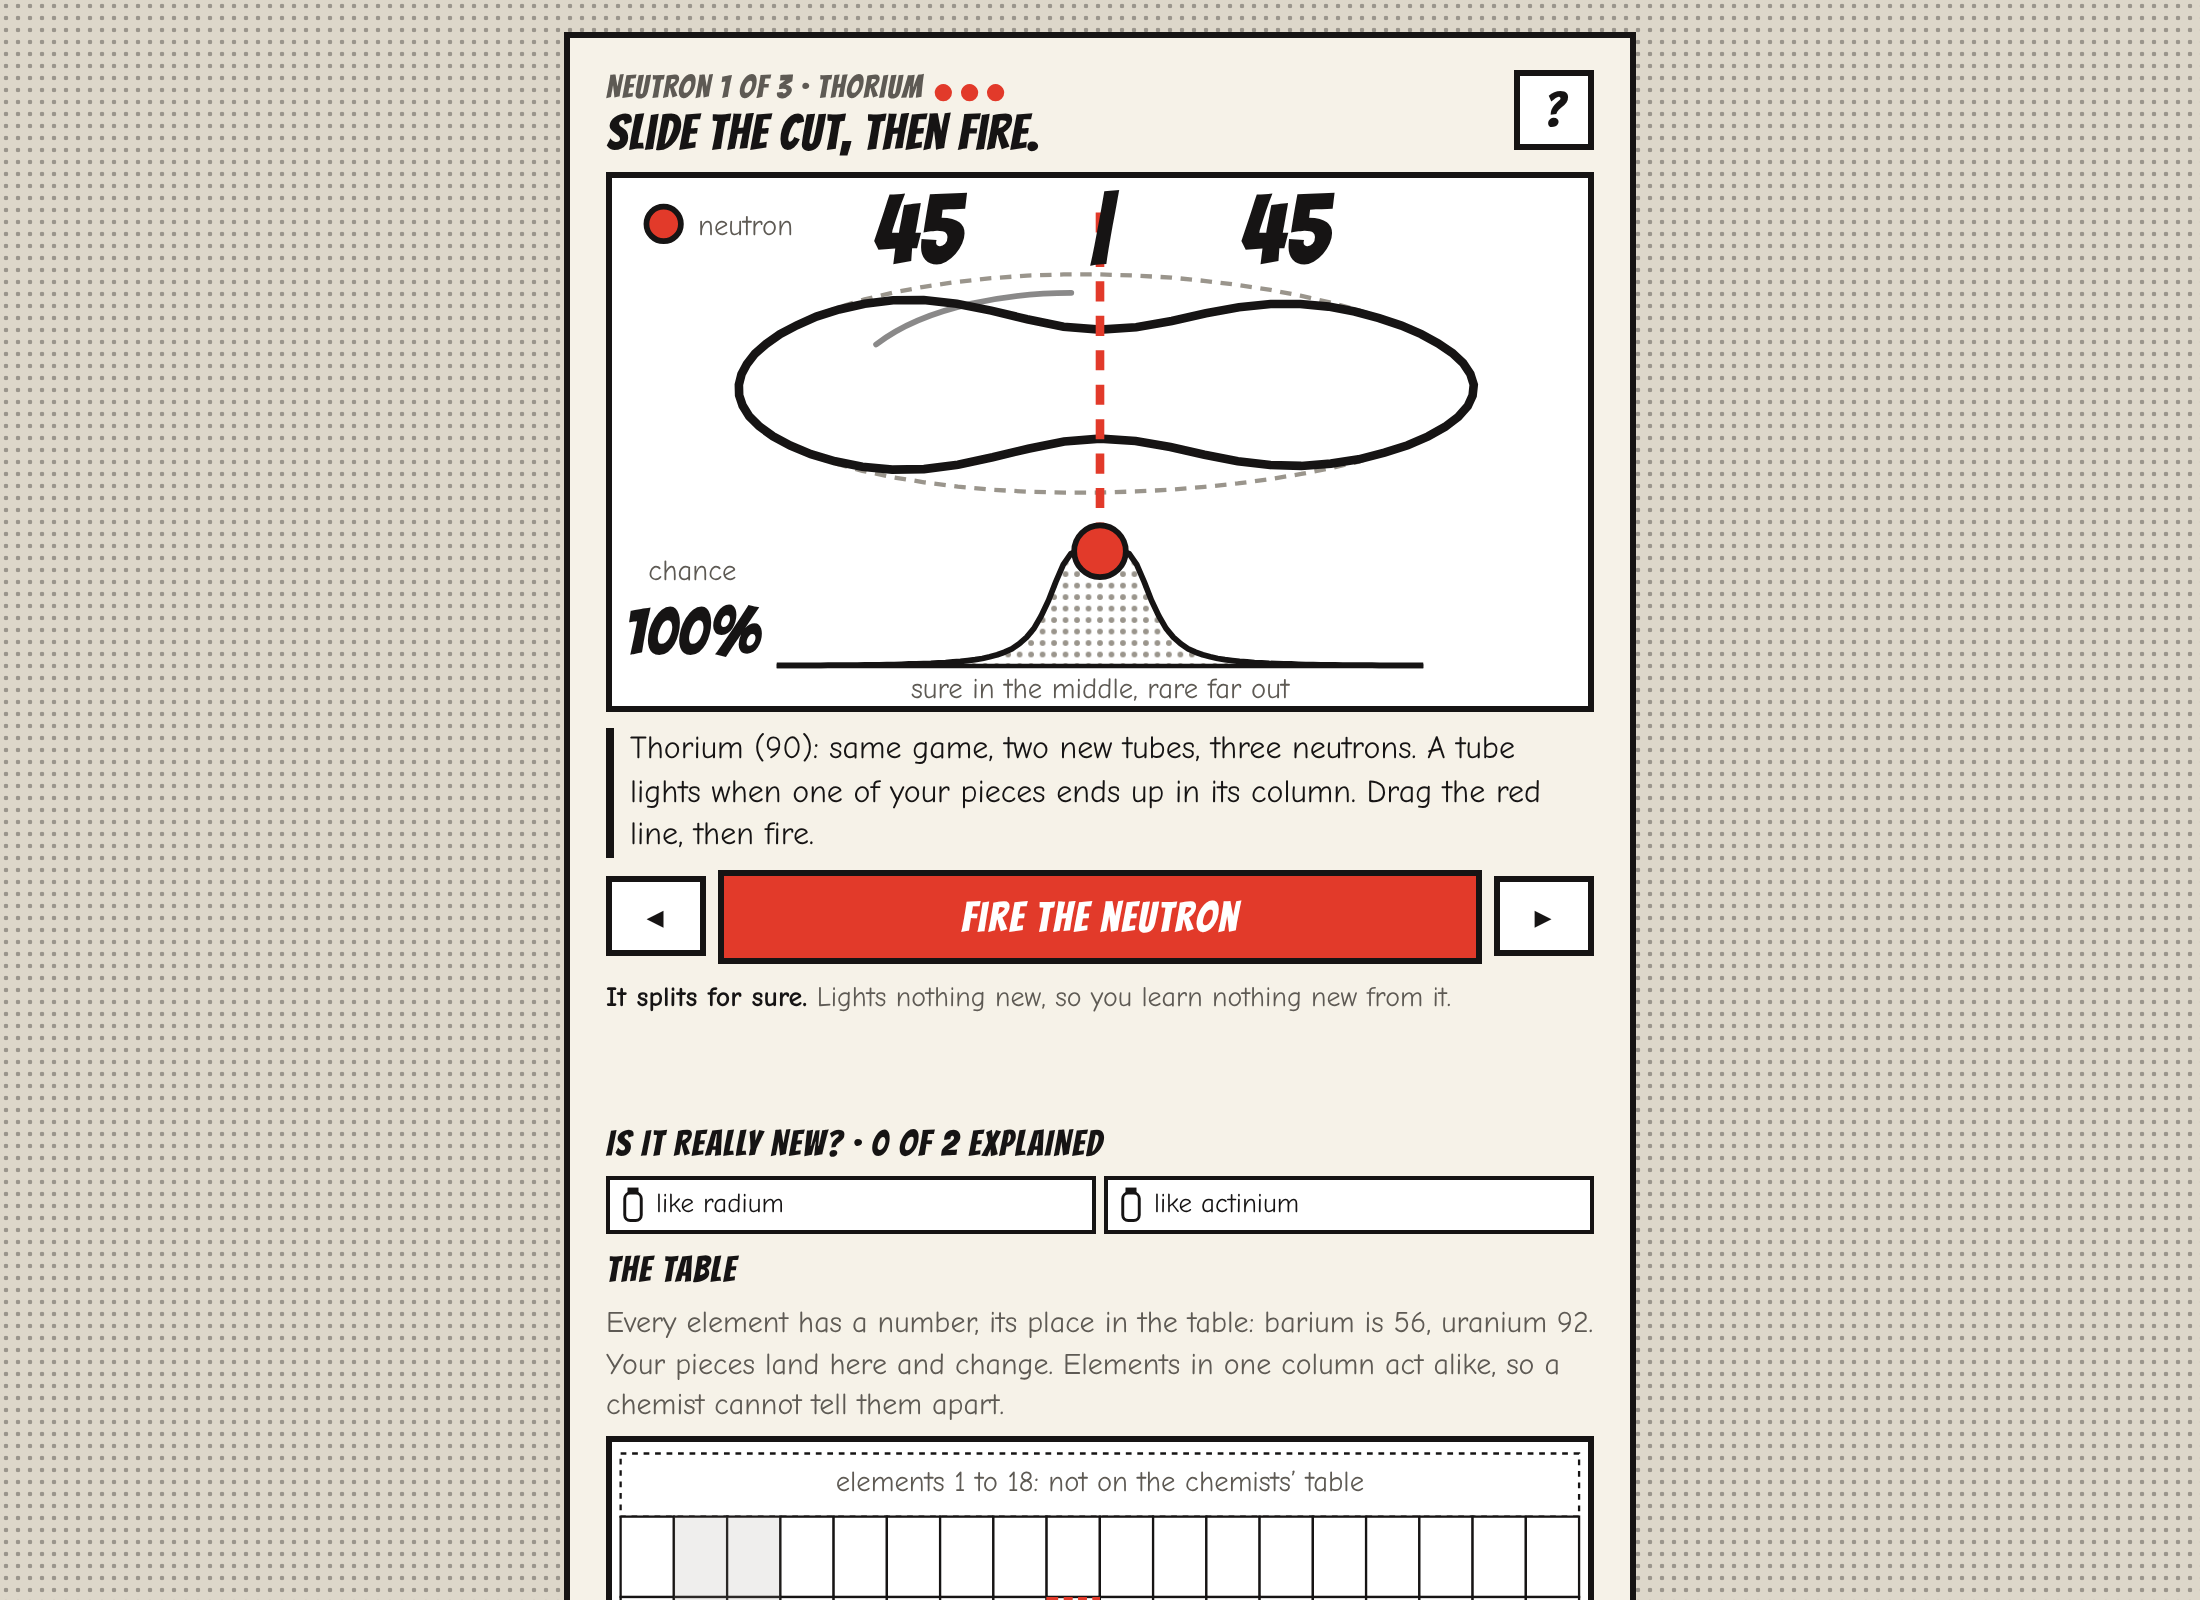 NEUTRON 1 OF 3 · THORIUM
SLIDE THE CUT, THEN FIRE.
?
neutron
45 / 45
chance
100%
sure in the middle, rare far out
Thorium (90): same game, two new tubes, three neutrons. A tube
lights when one of your pieces ends up in its column. Drag the red
line, then fire.
◄ FIRE THE NEUTRON ►
It splits for sure. Lights nothing new, so you learn nothing new from it.
IS IT REALLY NEW? · 0 OF 2 EXPLAINED
like radium
like actinium
THE TABLE
Every element has a number, its place in the table: barium is 56, uranium 92.
Your pieces land here and change. Elements in one column act alike, so a
chemist cannot tell them apart.
elements 1 to 18: not on the chemists’ table